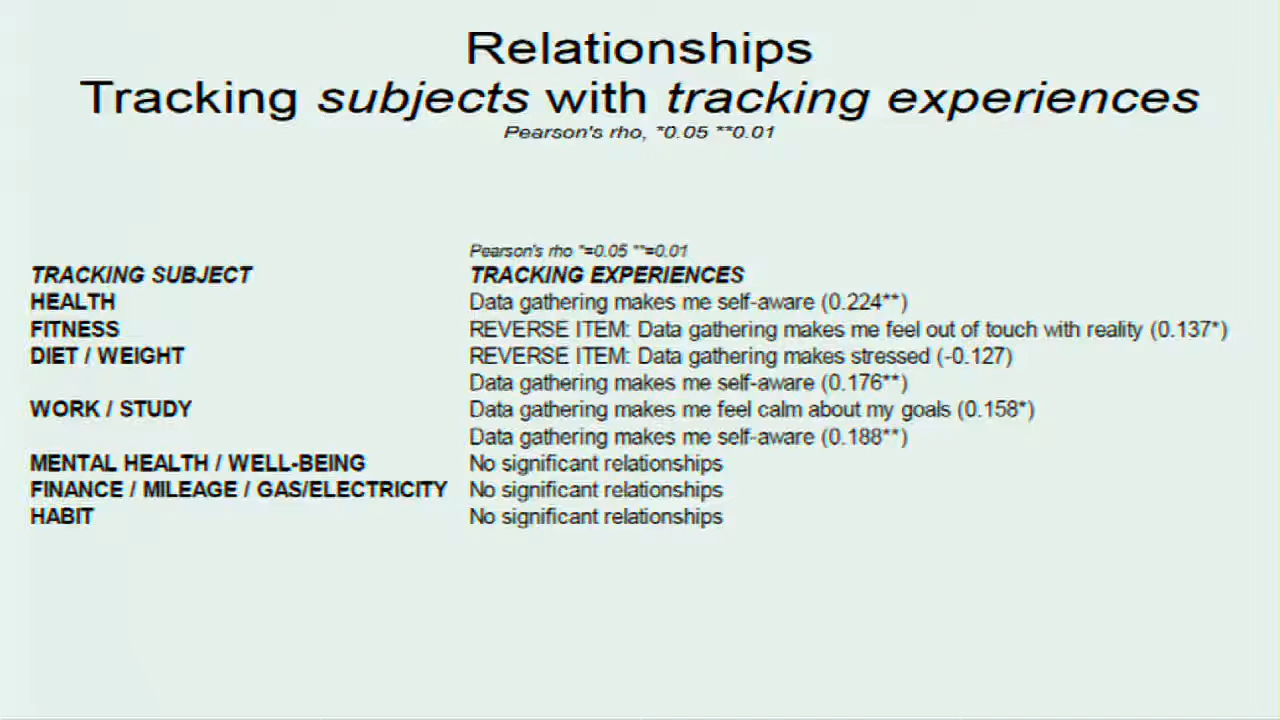 Relationships
Tracking subjects with tracking experiences
Pearson's rho, *0.05 **0.01
Pearson's rho *=0.05 **=0.01
TRACKING SUBJECT TRACKING EXPERIENCES
HEALTH Data gathering makes me self-aware (0.224**)
FITNESS REVERSE ITEM: Data gathering makes me feel out of touch with reality (0.137*)
DIET / WEIGHT REVERSE ITEM: Data gathering makes stressed (-0.127)
Data gathering makes me self-aware (0.176**)
WORK / STUDY Data gathering makes me feel calm about my goals (0.158*)
Data gathering makes me self-aware (0.188**)
MENTAL HEALTH / WELL-BEING No significant relationships
FINANCE / MILEAGE / GAS/ELECTRICITY No significant relationships
HABIT No significant relationships